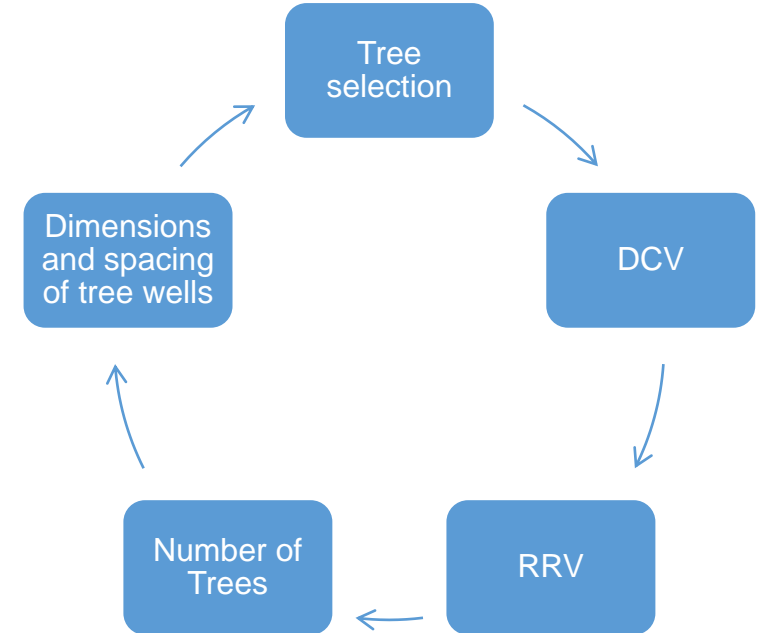 Tree
selection
DCV
RRV
Number of
Trees
Dimensions
and spacing
of tree wells